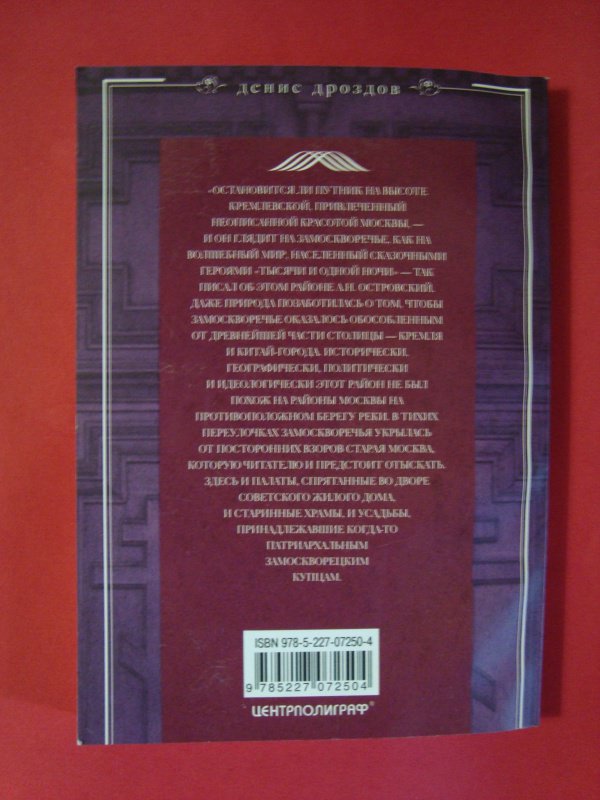 денис дроздов
«ОСТАНОВИТСЯ ЛИ ПУТНИК НА ВЫСОТЕ
КРЕМЛЕВСКОЙ, ПРИВЛЕЧЕННЫЙ
НЕОПИСАННОЙ КРАСОТОЙ МОСКВЫ, —
И ОН ГЛЯДИТ НА ЗАМОСКВОРЕЧЬЕ, КАК НА
ВОЛШЕБНЫЙ МИР, НАСЕЛЕННЫЙ СКАЗОЧНЫМИ
ГЕРОЯМИ «ТЫСЯЧИ И ОДНОЙ НОЧИ» — ТАК
ПИСАЛ ОБ ЭТОМ РАЙОНЕ А.Н. ОСТРОВСКИЙ.
ДАЖЕ ПРИРОДА ПОЗАБОТИЛАСЬ О ТОМ, ЧТОБЫ
ЗАМОСКВОРЕЧЬЕ ОКАЗАЛОСЬ ОБОСОБЛЕННЫМ
ОТ ДРЕВНЕЙШЕЙ ЧАСТИ СТОЛИЦЫ — КРЕМЛЯ
И КИТАЙ-ГОРОДА. ИСТОРИЧЕСКИ,
ГЕОГРАФИЧЕСКИ, ПОЛИТИЧЕСКИ
И ИДЕОЛОГИЧЕСКИ ЭТОТ РАЙОН НЕ БЫЛ
ПОХОЖ НА РАЙОНЫ МОСКВЫ НА
ПРОТИВОПОЛОЖНОМ БЕРЕГУ РЕКИ. В ТИХИХ
ПЕРЕУЛОЧКАХ ЗАМОСКВОРЕЧЬЯ УКРЫЛАСЬ
ОТ ПОСТОРОННИХ ВЗОРОВ СТАРАЯ МОСКВА,
КОТОРУЮ ЧИТАТЕЛЮ И ПРЕДСТОИТ ОТЫСКАТЬ.
ЗДЕСЬ И ПАЛАТЫ, СПРЯТАННЫЕ ВО ДВОРЕ
СОВЕТСКОГО ЖИЛОГО ДОМА,
И СТАРИННЫЕ ХРАМЫ, И УСАДЬБЫ,
ПРИНАДЛЕЖАВШИЕ КОГДА-ТО
ПАТРИАРХАЛЬНЫМ
ЗАМОСКВОРЕЦКИМ
КУПЦАМ.
ISBN 978-5-227-07250-4
9 785227 072504
ЦЕНТРПОЛИГРАФ®